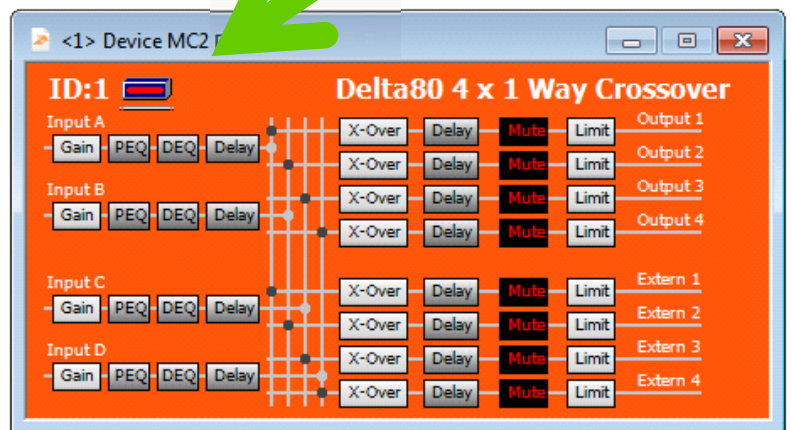 <1> Device MC2
ID:1 Delta80 4 x 1 Way Crossover
Input A
Gain PEQ DEQ Delay
X-Over Delay Mute Limit Output 1
X-Over Delay Mute Limit Output 2
Input B
Gain PEQ DEQ Delay
X-Over Delay Mute Limit Output 3
X-Over Delay Mute Limit Output 4
Input C
Gain PEQ DEQ Delay
X-Over Delay Mute Limit Extern 1
X-Over Delay Mute Limit Extern 2
Input D
Gain PEQ DEQ Delay
X-Over Delay Mute Limit Extern 3
X-Over Delay Mute Limit Extern 4